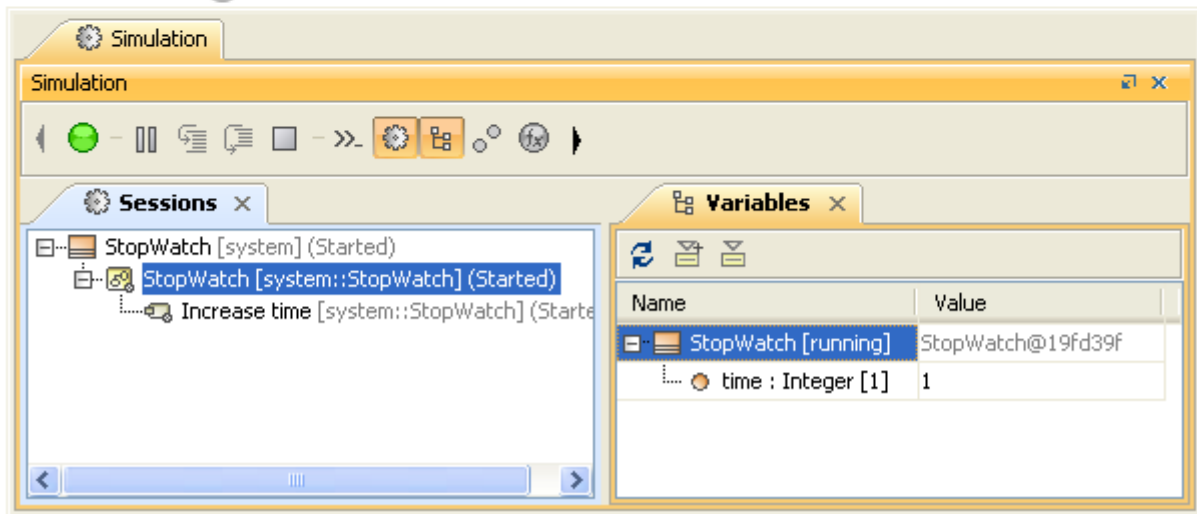 Simulation
Simulation
Sessions
Variables
StopWatch [system] (Started)
StopWatch [system::StopWatch] (Started)
Increase time [system::StopWatch] (Starte
Name Value
StopWatch [running] StopWatch@19fd39f
time : Integer [1] 1